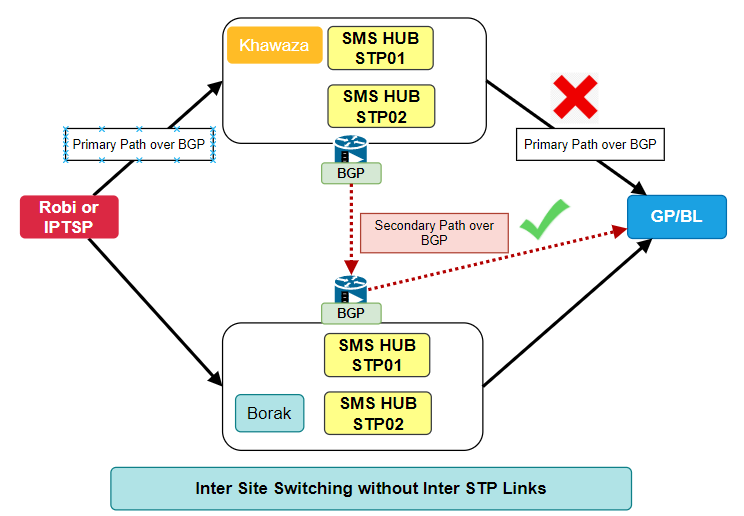 Khawaza
SMS HUB
STP01
SMS HUB
STP02
Primary Path over BGP
Primary Path over BGP
BGP
Robi or
IPTSP
GP/BL
Secondary Path over
BGP
BGP
SMS HUB
STP01
Borak
SMS HUB
STP02
Inter Site Switching without Inter STP Links